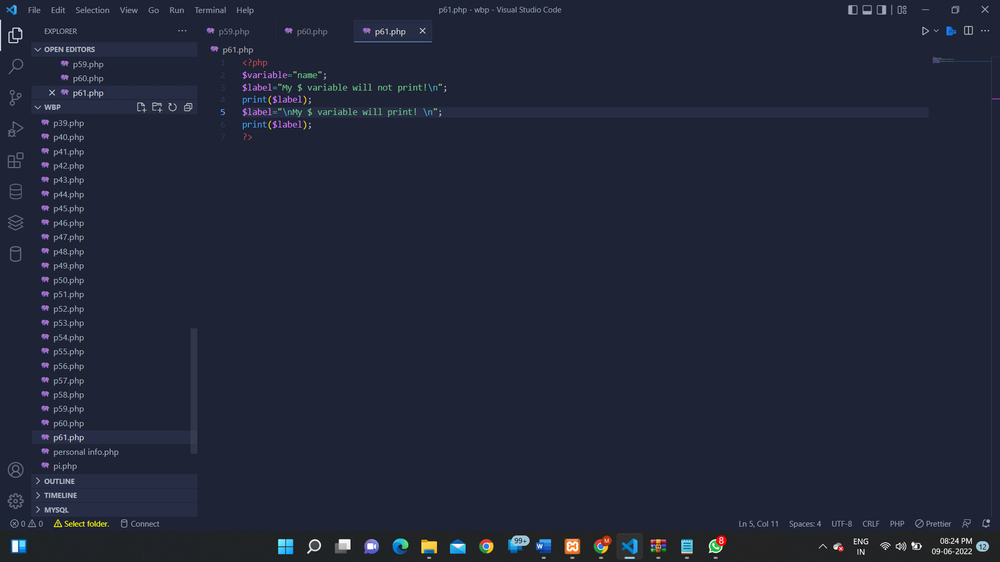 File Edit Selection View Go Run Terminal Help
p61.php - wbp - Visual Studio Code
EXPLORER
OPEN EDITORS
p59.php
p60.php
p61.php
WBP
p39.php
p40.php
p41.php
p42.php
p43.php
p44.php
p45.php
p46.php
p47.php
p48.php
p49.php
p50.php
p51.php
p52.php
p53.php
p54.php
p55.php
p56.php
p57.php
p58.php
p59.php
p60.php
p61.php
personal info.php
pi.php
OUTLINE
TIMELINE
MYSQL
p59.php p60.php p61.php
p61.php
1 <?php
2 $variable="name";
3 $label="My $ variable will not print!\n";
4 print($label);
5 $label="\nMy $ variable will print! \n";
6 print($label);
7 ?>
0 0 Select folder. Connect
Ln 5, Col 11 Spaces: 4 UTF-8 CRLF PHP Prettier
99+
W
M
8
ENG
IN
08:24 PM
09-06-2022
12